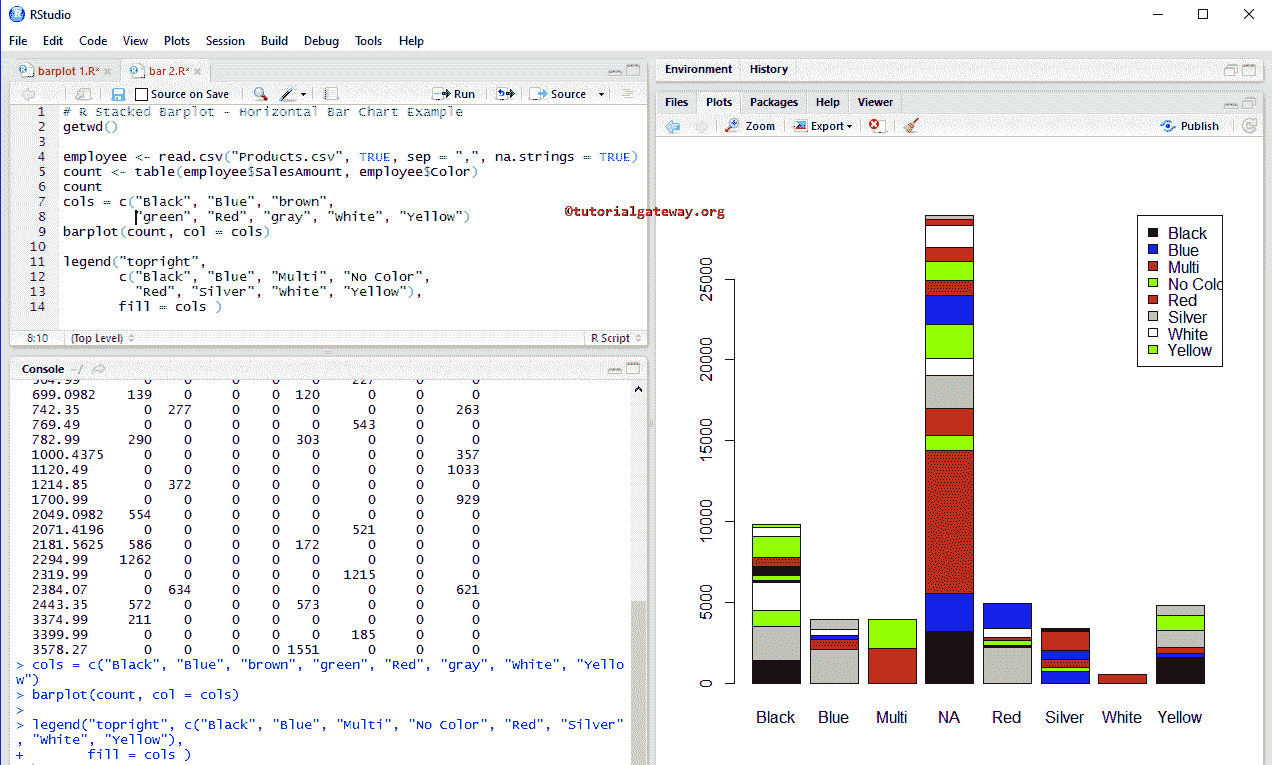 RStudio
File Edit Code View Plots Session Build Debug Tools Help
barplot 1.R* bar 2.R*
Source on Save Run Source
1 # R Stacked Barplot - Horizontal Bar Chart Example
2 getwd()
3
4 employee <- read.csv("Products.csv", TRUE, sep = ",", na.strings = TRUE)
5 count <- table(employee$SalesAmount, employee$Color)
6 count
7 cols = c("Black", "Blue", "brown",
8 "green", "Red", "gray", "White", "Yellow")
9 barplot(count, col = cols)
10
11 legend("topright",
12 c("Black", "Blue", "Multi", "No Color",
13 "Red", "Silver", "White", "Yellow"),
14 fill = cols )
8:10 (Top Level) R Script
Console ~/
564.99 0 0 0 0 0 227 0 0
699.0982 139 0 0 0 120 0 0 0
742.35 0 277 0 0 0 0 0 263
769.49 0 0 0 0 0 543 0 0
782.99 290 0 0 0 303 0 0 0
1000.4375 0 0 0 0 0 0 0 357
1120.49 0 0 0 0 0 0 0 1033
1214.85 0 372 0 0 0 0 0 0
1700.99 0 0 0 0 0 0 0 929
2049.0982 554 0 0 0 0 0 0 0
2071.4196 0 0 0 0 0 521 0 0
2181.5625 586 0 0 0 172 0 0 0
2294.99 1262 0 0 0 0 0 0 0
2319.99 0 0 0 0 0 1215 0 0
2384.07 0 634 0 0 0 0 0 621
2443.35 572 0 0 0 573 0 0 0
3374.99 211 0 0 0 0 0 0 0
3399.99 0 0 0 0 0 185 0 0
3578.27 0 0 0 0 1551 0 0 0
> cols = c("Black", "Blue", "brown", "green", "Red", "gray", "White", "Yello
w")
> barplot(count, col = cols)
>
> legend("topright", c("Black", "Blue", "Multi", "No Color", "Red", "Silver"
, "White", "Yellow"),
+ fill = cols )
Environment History
Files Plots Packages Help Viewer
Zoom Export Publish
©tutorialgateway.org
Black
Blue
Multi
No Colo
Red
Silver
White
Yellow
25000
20000
15000
10000
5000
0
Black Blue Multi NA Red Silver White Yellow